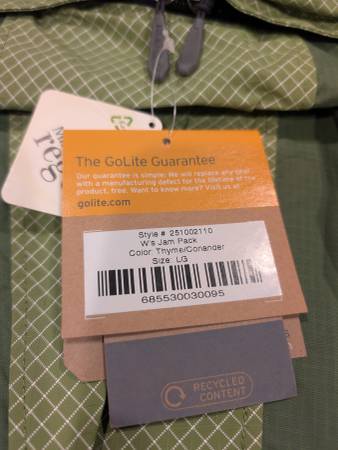 The GoLite Guarantee
Our guarantee is simple: We will replace any gear
with a manufacturing defect for the lifetime of the
product, free. Want to know more? Visit us at
golite.com
Style # 251002110
W's Jam Pack
Color: Thyme/Coriander
Size: LG
685530030095
RECYCLED
CONTENT